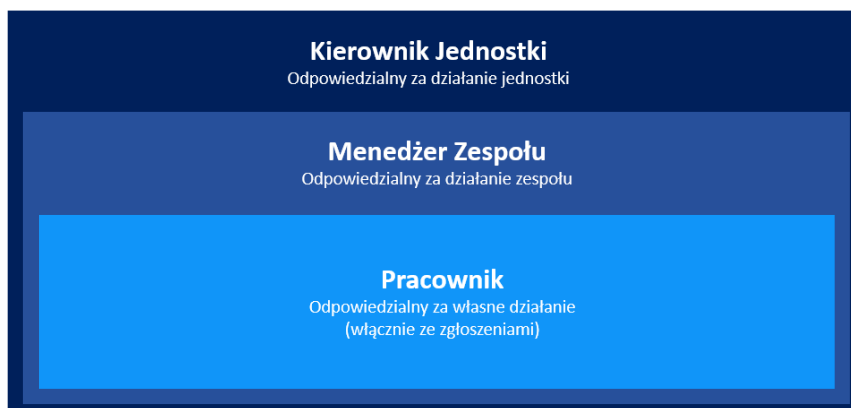 Kierownik Jednostki
Odpowiedzialny za działanie jednostki
Menedżer Zespołu
Odpowiedzialny za działanie zespołu
Pracownik
Odpowiedzialny za własne działanie
(włącznie ze zgłoszeniami)